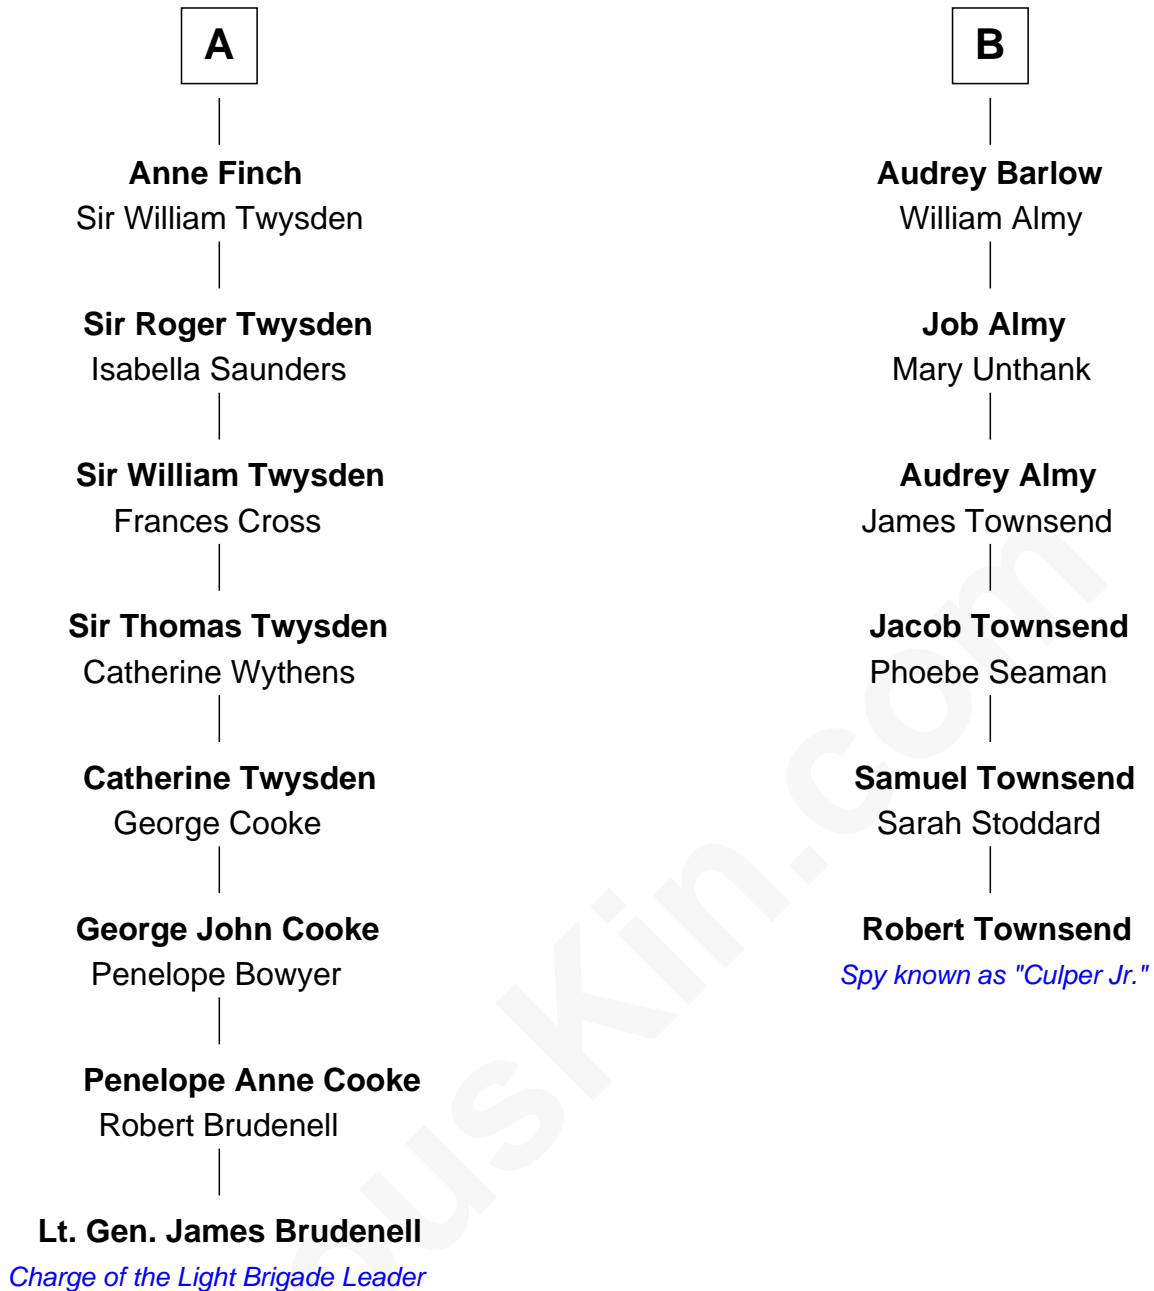 A
Anne Finch
Sir William Twysden
Sir Roger Twysden
Isabella Saunders
Sir William Twysden
Frances Cross
Sir Thomas Twysden
Catherine Wythens
Catherine Twysden
George Cooke
George John Cooke
Penelope Bowyer
Penelope Anne Cooke
Robert Brudenell
Lt. Gen. James Brudenell
Charge of the Light Brigade Leader
B
Audrey Barlow
William Almy
Job Almy
Mary Unthank
Audrey Almy
James Townsend
Jacob Townsend
Phoebe Seaman
Samuel Townsend
Sarah Stoddard
Robert Townsend
Spy known as "Culper Jr."
ousKin.com